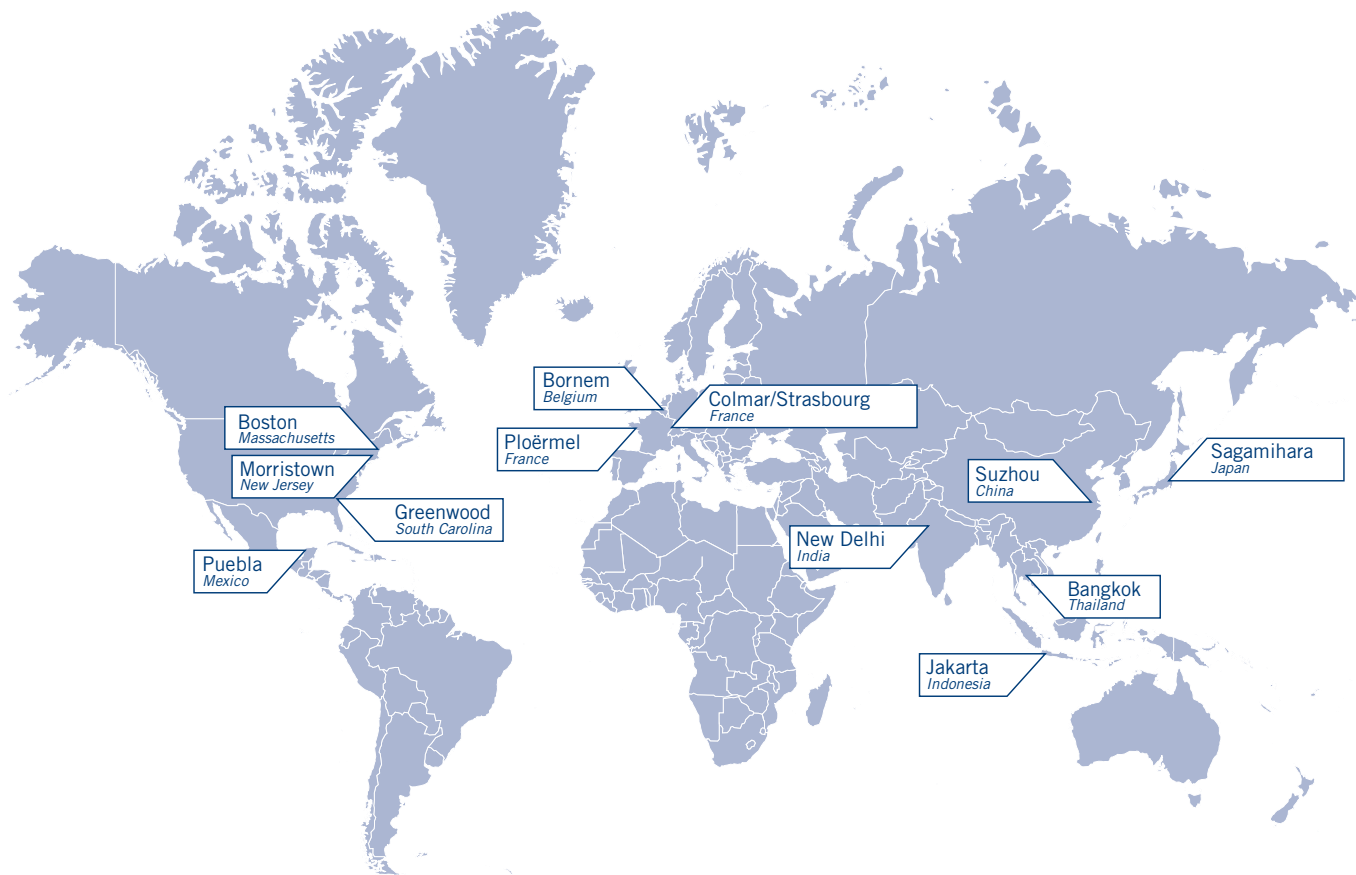 Bornem
Belgium
Colmar/Strasbourg
France
Boston
Massachusetts
Ploërmel
France
Morristown
New Jersey
Sagamihara
Japan
Suzhou
China
Greenwood
South Carolina
New Delhi
India
Puebla
Mexico
Bangkok
Thailand
Jakarta
Indonesia